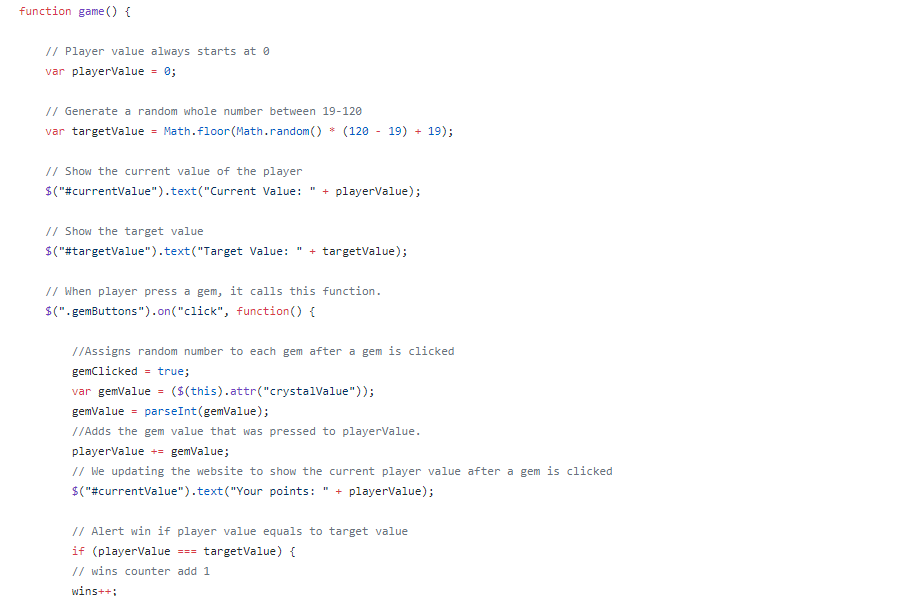 function game() {
// Player value always starts at 0
var playerValue = 0;
// Generate a random whole number between 19-120
var targetValue = Math.floor(Math.random() * (120 - 19) + 19);
// Show the current value of the player
$("#currentValue").text("Current Value: " + playerValue);
// Show the target value
$("#targetValue").text("Target Value: " + targetValue);
// When player press a gem, it calls this function.
$(".gemButtons").on("click", function() {
//Assigns random number to each gem after a gem is clicked
gemClicked = true;
var gemValue = ($(this).attr("crystalValue"));
gemValue = parseInt(gemValue);
//Adds the gem value that was pressed to playerValue.
playerValue += gemValue;
// We updating the website to show the current player value after a gem is clicked
$("#currentValue").text("Your points: " + playerValue);
// Alert win if player value equals to target value
if (playerValue === targetValue) {
// wins counter add 1
wins++;